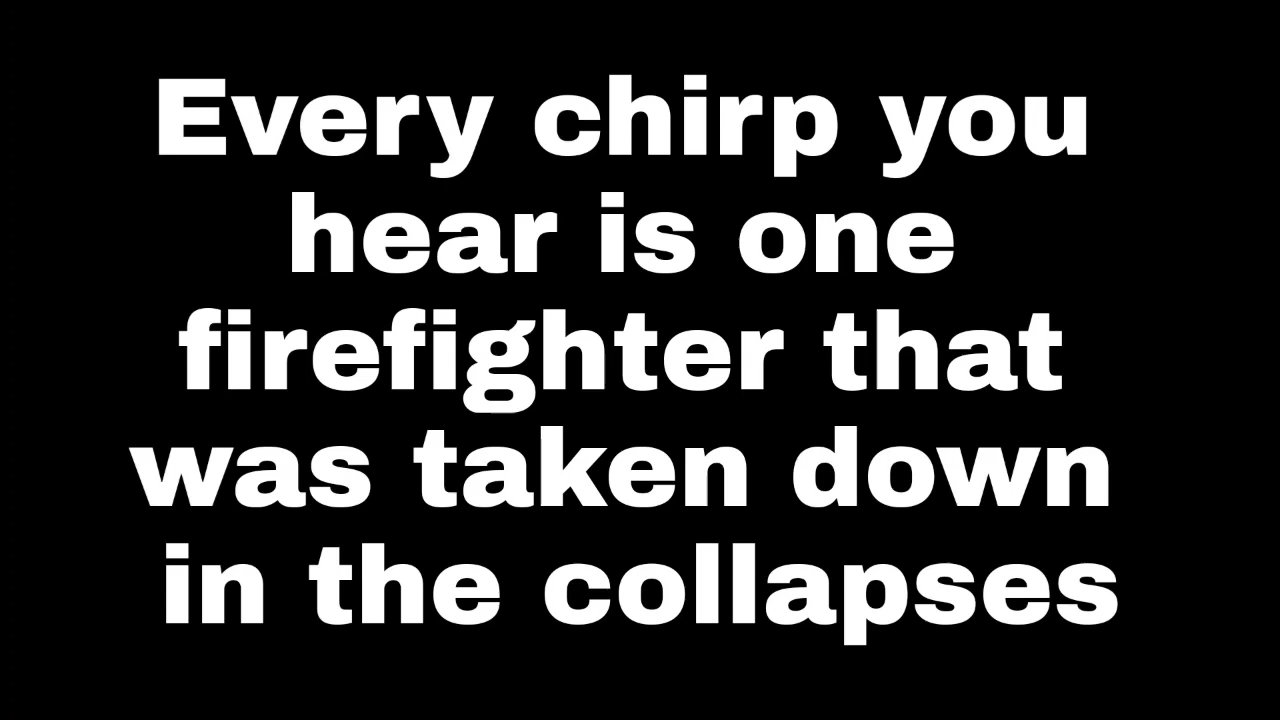 Every chirp you
hear is one
firefighter that
was taken down
in the collapses